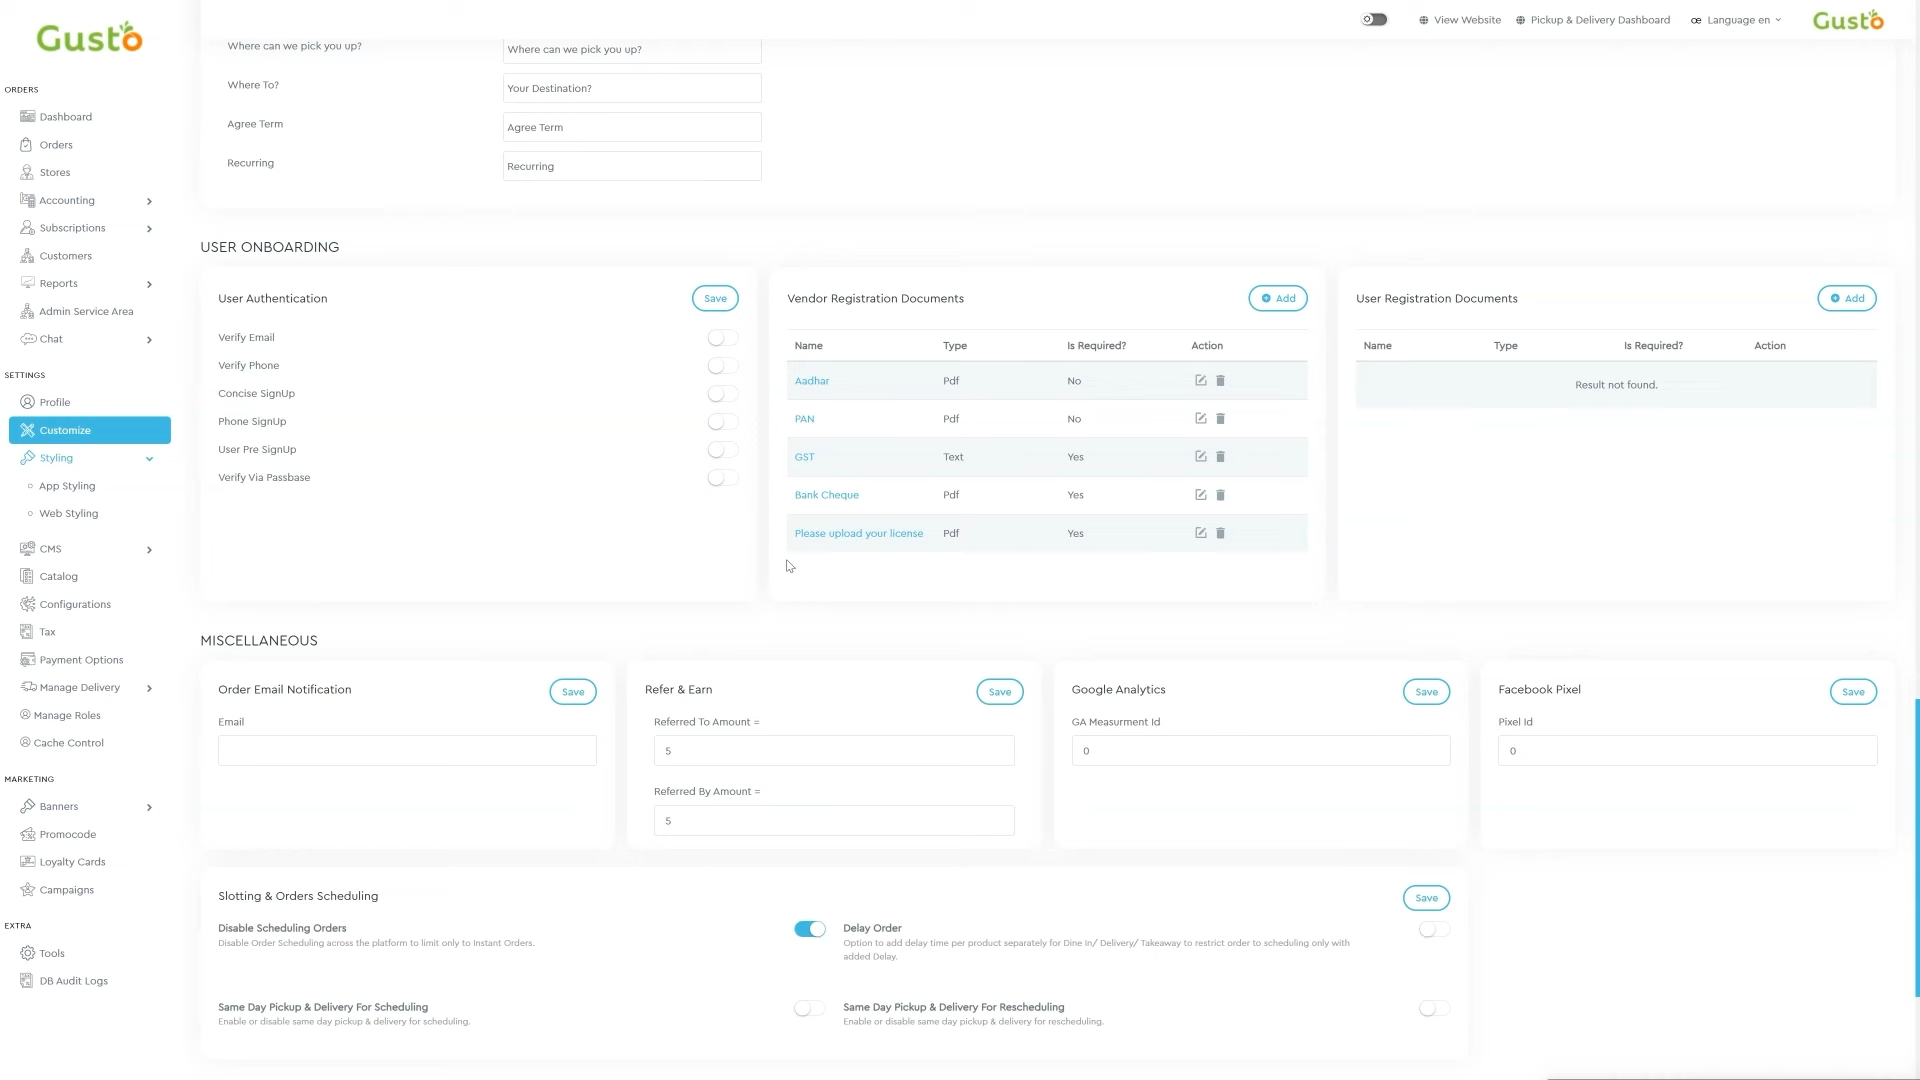 Gusto
View Website
Pickup & Delivery Dashboard
Language en
Gusto
ORDERS
Dashboard
Orders
Stores
Accounting
Subscriptions
Customers
Reports
Admin Service Area
Chat
SETTINGS
Profile
Customize
Styling
App Styling
Web Styling
CMS
Catalog
Configurations
Tax
Payment Options
Manage Delivery
Manage Roles
Cache Control
MARKETING
Banners
Promocode
Loyalty Cards
Campaigns
EXTRA
Tools
DB Audit Logs
Where can we pick you up? Where can we pick you up?
Where To? Your Destination?
Agree Term Agree Term
Recurring Recurring
USER ONBOARDING
User Authentication Save
Verify Email
Verify Phone
Concise SignUp
Phone SignUp
User Pre SignUp
Verify Via Passbase
Vendor Registration Documents Add
Name Type Is Required? Action
Aadhar Pdf No
PAN Pdf No
GST Text Yes
Bank Cheque Pdf Yes
Please upload your license Pdf Yes
User Registration Documents Add
Name Type Is Required? Action
Result not found.
MISCELLANEOUS
Order Email Notification Save
Email
Refer & Earn Save
Referred To Amount =
5
Referred By Amount =
5
Google Analytics Save
GA Measurment Id
0
Facebook Pixel Save
Pixel Id
0
Slotting & Orders Scheduling Save
Disable Scheduling Orders
Disable Order Scheduling across the platform to limit only to Instant Orders.
Delay Order
Option to add delay time per product separately for Dine In/ Delivery/ Takeaway to restrict order to scheduling only with
added Delay.
Same Day Pickup & Delivery For Scheduling
Enable or disable same day pickup & delivery for scheduling.
Same Day Pickup & Delivery For Rescheduling
Enable or disable same day pickup & delivery for rescheduling.